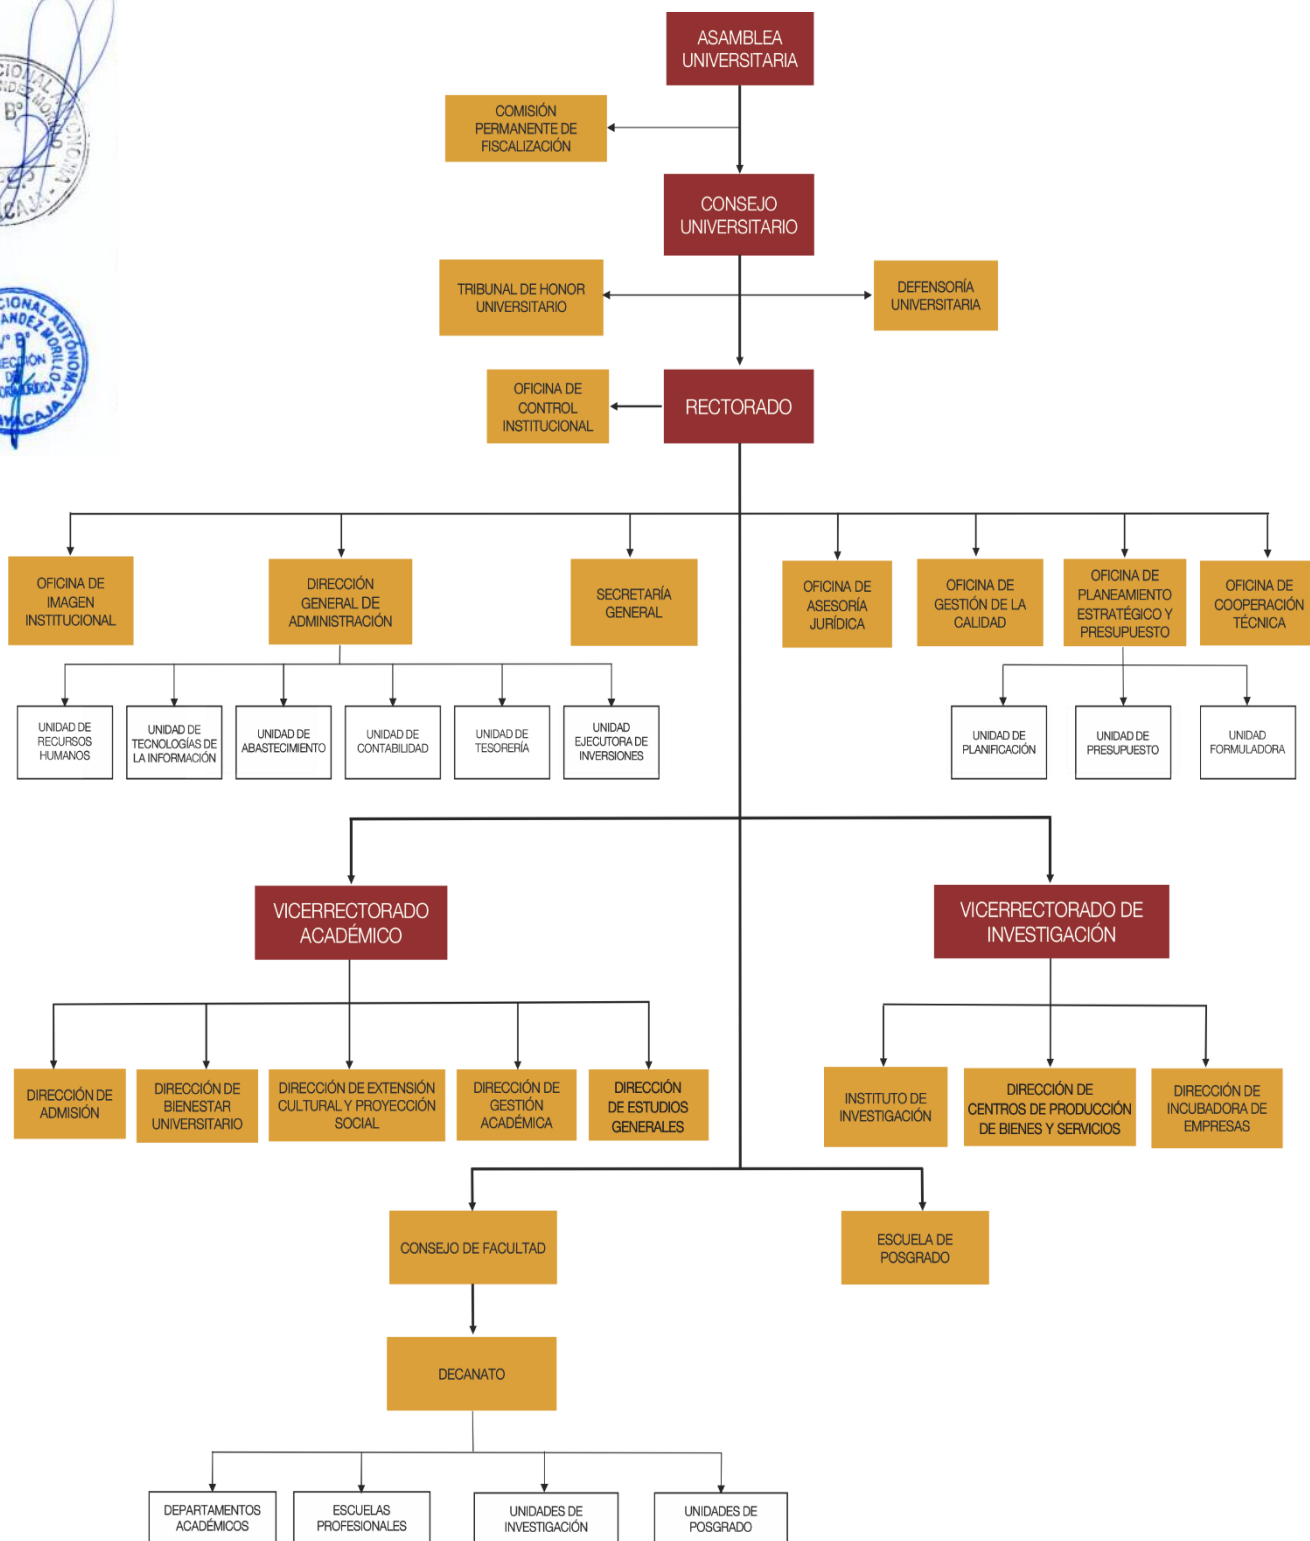 ASAMBLEA
UNIVERSITARIA
COMISIÓN
PERMANENTE DE
FISCALIZACIÓN
CONSEJO
UNIVERSITARIO
TRIBUNAL DE HONOR
UNIVERSITARIO
DEFENSORÍA
UNIVERSITARIA
OFICINA DE
CONTROL
INSTITUCIONAL
RECTORADO
OFICINA DE
IMAGEN
INSTITUCIONAL
DIRECCIÓN
GENERAL DE
ADMINISTRACIÓN
SECRETARÍA
GENERAL
OFICINA DE
ASESORÍA
JURÍDICA
OFICINA DE
GESTIÓN DE LA
CALIDAD
OFICINA DE
PLANEAMIENTO
ESTRATÉGICO Y
PRESUPUESTO
OFICINA DE
COOPERACIÓN
TÉCNICA
UNIDAD DE
RECURSOS
HUMANOS
UNIDAD DE
TECNOLOGÍAS DE
LA INFORMACIÓN
UNIDAD DE
ABASTECIMIENTO
UNIDAD DE
CONTABILIDAD
UNIDAD DE
TESORERÍA
UNIDAD
EJECUTORA DE
INVERSIONES
UNIDAD DE
PLANIFICACIÓN
UNIDAD DE
PRESUPUESTO
UNIDAD
FORMULADORA
VICERRECTORADO
ACADÉMICO
VICERRECTORADO DE
INVESTIGACIÓN
DIRECCIÓN DE
ADMISIÓN
DIRECCIÓN DE
BIENESTAR
UNIVERSITARIO
DIRECCIÓN DE EXTENSIÓN
CULTURAL Y PROYECCIÓN
SOCIAL
DIRECCIÓN DE
GESTIÓN
ACADÉMICA
DIRECCIÓN
DE ESTUDIOS
GENERALES
INSTITUTO DE
INVESTIGACIÓN
DIRECCIÓN DE
CENTROS DE PRODUCCIÓN
DE BIENES Y SERVICIOS
DIRECCIÓN DE
INCUBADORA DE
EMPRESAS
CONSEJO DE FACULTAD
ESCUELA DE
POSGRADO
DECANATO
DEPARTAMENTOS
ACADÉMICOS
ESCUELAS
PROFESIONALES
UNIDADES DE
INVESTIGACIÓN
UNIDADES DE
POSGRADO